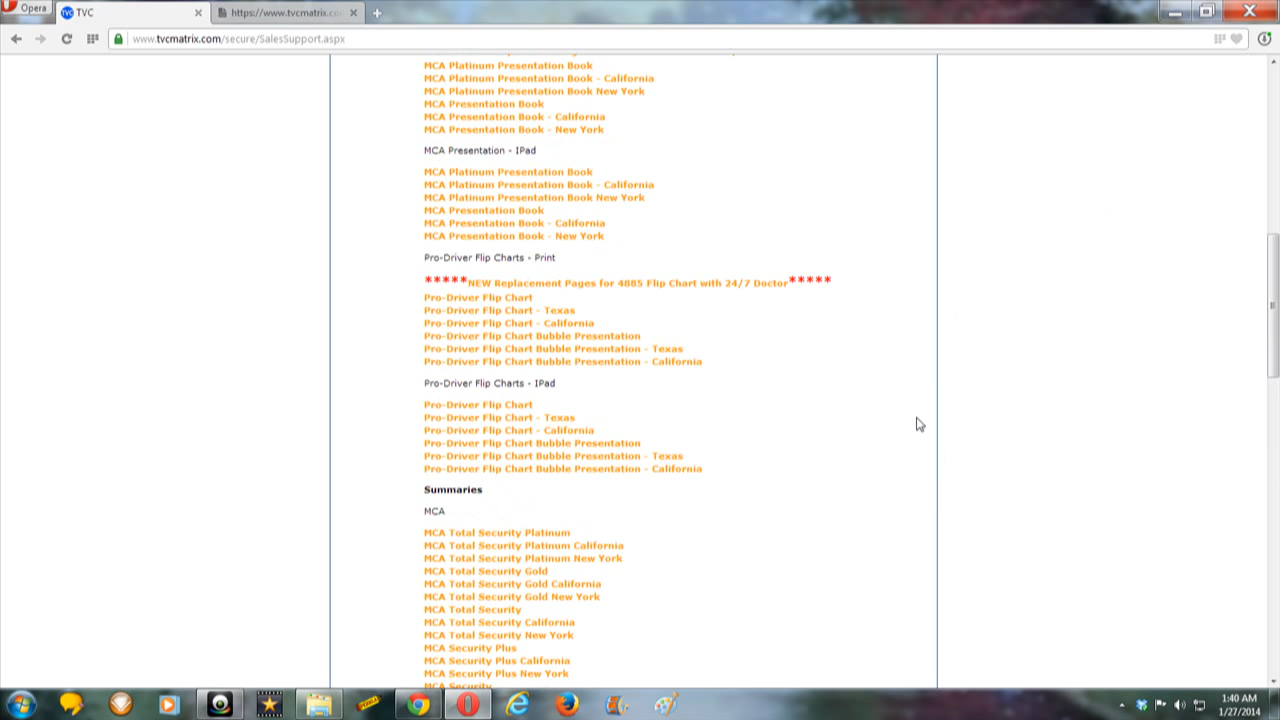 Opera
TVC
https://www.tvcmatrix.co
www.tvcmatrix.com/secure/SalesSupport.aspx
MCA Platinum Presentation Book
MCA Platinum Presentation Book - California
MCA Platinum Presentation Book New York
MCA Presentation Book
MCA Presentation Book - California
MCA Presentation Book - New York
MCA Presentation - IPad
MCA Platinum Presentation Book
MCA Platinum Presentation Book - California
MCA Platinum Presentation Book New York
MCA Presentation Book
MCA Presentation Book - California
MCA Presentation Book - New York
Pro-Driver Flip Charts - Print
*****NEW Replacement Pages for 4885 Flip Chart with 24/7 Doctor*****
Pro-Driver Flip Chart
Pro-Driver Flip Chart - Texas
Pro-Driver Flip Chart - California
Pro-Driver Flip Chart Bubble Presentation
Pro-Driver Flip Chart Bubble Presentation - Texas
Pro-Driver Flip Chart Bubble Presentation - California
Pro-Driver Flip Charts - IPad
Pro-Driver Flip Chart
Pro-Driver Flip Chart - Texas
Pro-Driver Flip Chart - California
Pro-Driver Flip Chart Bubble Presentation
Pro-Driver Flip Chart Bubble Presentation - Texas
Pro-Driver Flip Chart Bubble Presentation - California
Summaries
MCA
MCA Total Security Platinum
MCA Total Security Platinum California
MCA Total Security Platinum New York
MCA Total Security Gold
MCA Total Security Gold California
MCA Total Security Gold New York
MCA Total Security
MCA Total Security California
MCA Total Security New York
MCA Security Plus
MCA Security Plus California
MCA Security Plus New York
MCA Security
1:40 AM
1/27/2014